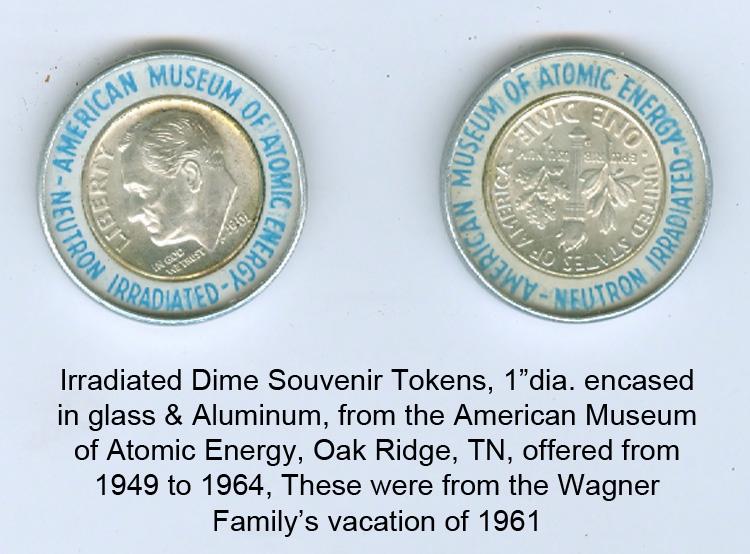 -AMERICAN MUSEUM OF ATOMIC ENERGY-
NEUTRON IRRADIATED
LIBERTY
IN GOD
WE TRUST
AMERICAN MUSEUM OF ATOMIC ENERGY-
NEUTRON IRRADIATED-
ONE DIME
UNITED STATES OF AMERICA
Irradiated Dime Souvenir Tokens, 1”dia. encased
in glass & Aluminum, from the American Museum
of Atomic Energy, Oak Ridge, TN, offered from
1949 to 1964, These were from the Wagner
Family’s vacation of 1961